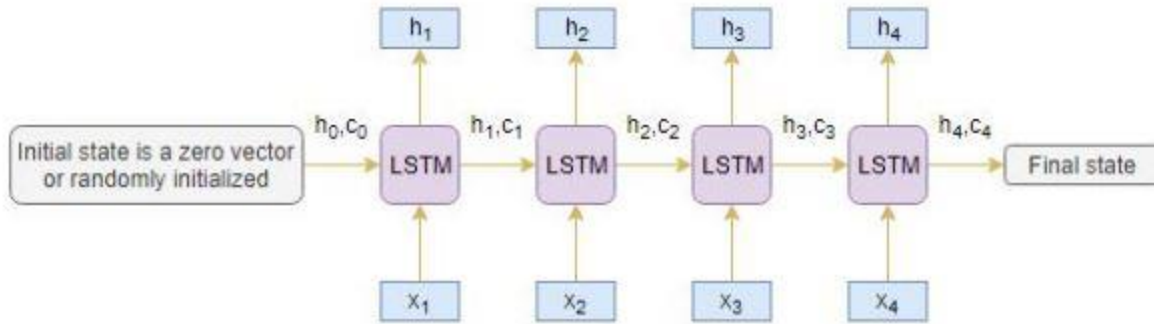 h₁ h₂ h₃ h₄
h₀,c₀ h₁,c₁ h₂,c₂ h₃,c₃ h₄,c₄
Initial state is a zero vector
or randomly initialized
LSTM LSTM LSTM LSTM
Final state
x₁ x₂ x₃ x₄